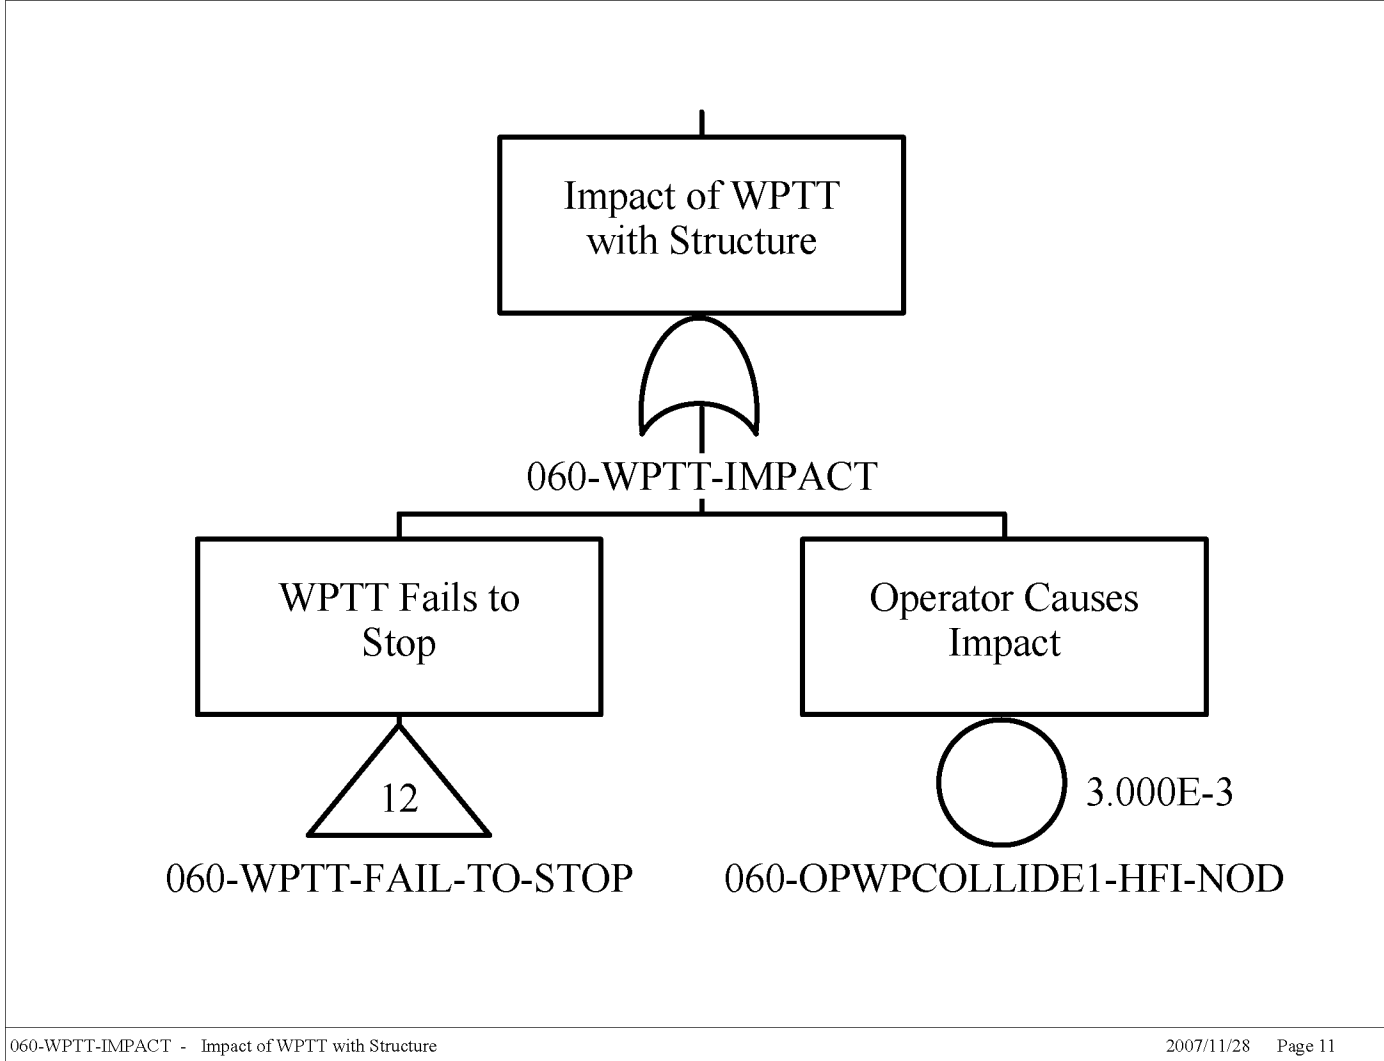 Impact of WPTT
with Structure
060-WPTT-IMPACT
WPTT Fails to
Stop
Operator Causes
Impact
12
3.000E-3
060-WPTT-FAIL-TO-STOP
060-OPWPCOLLIDE1-HFI-NOD
060-WPTT-IMPACT - Impact of WPTT with Structure
2007/11/28 Page 11